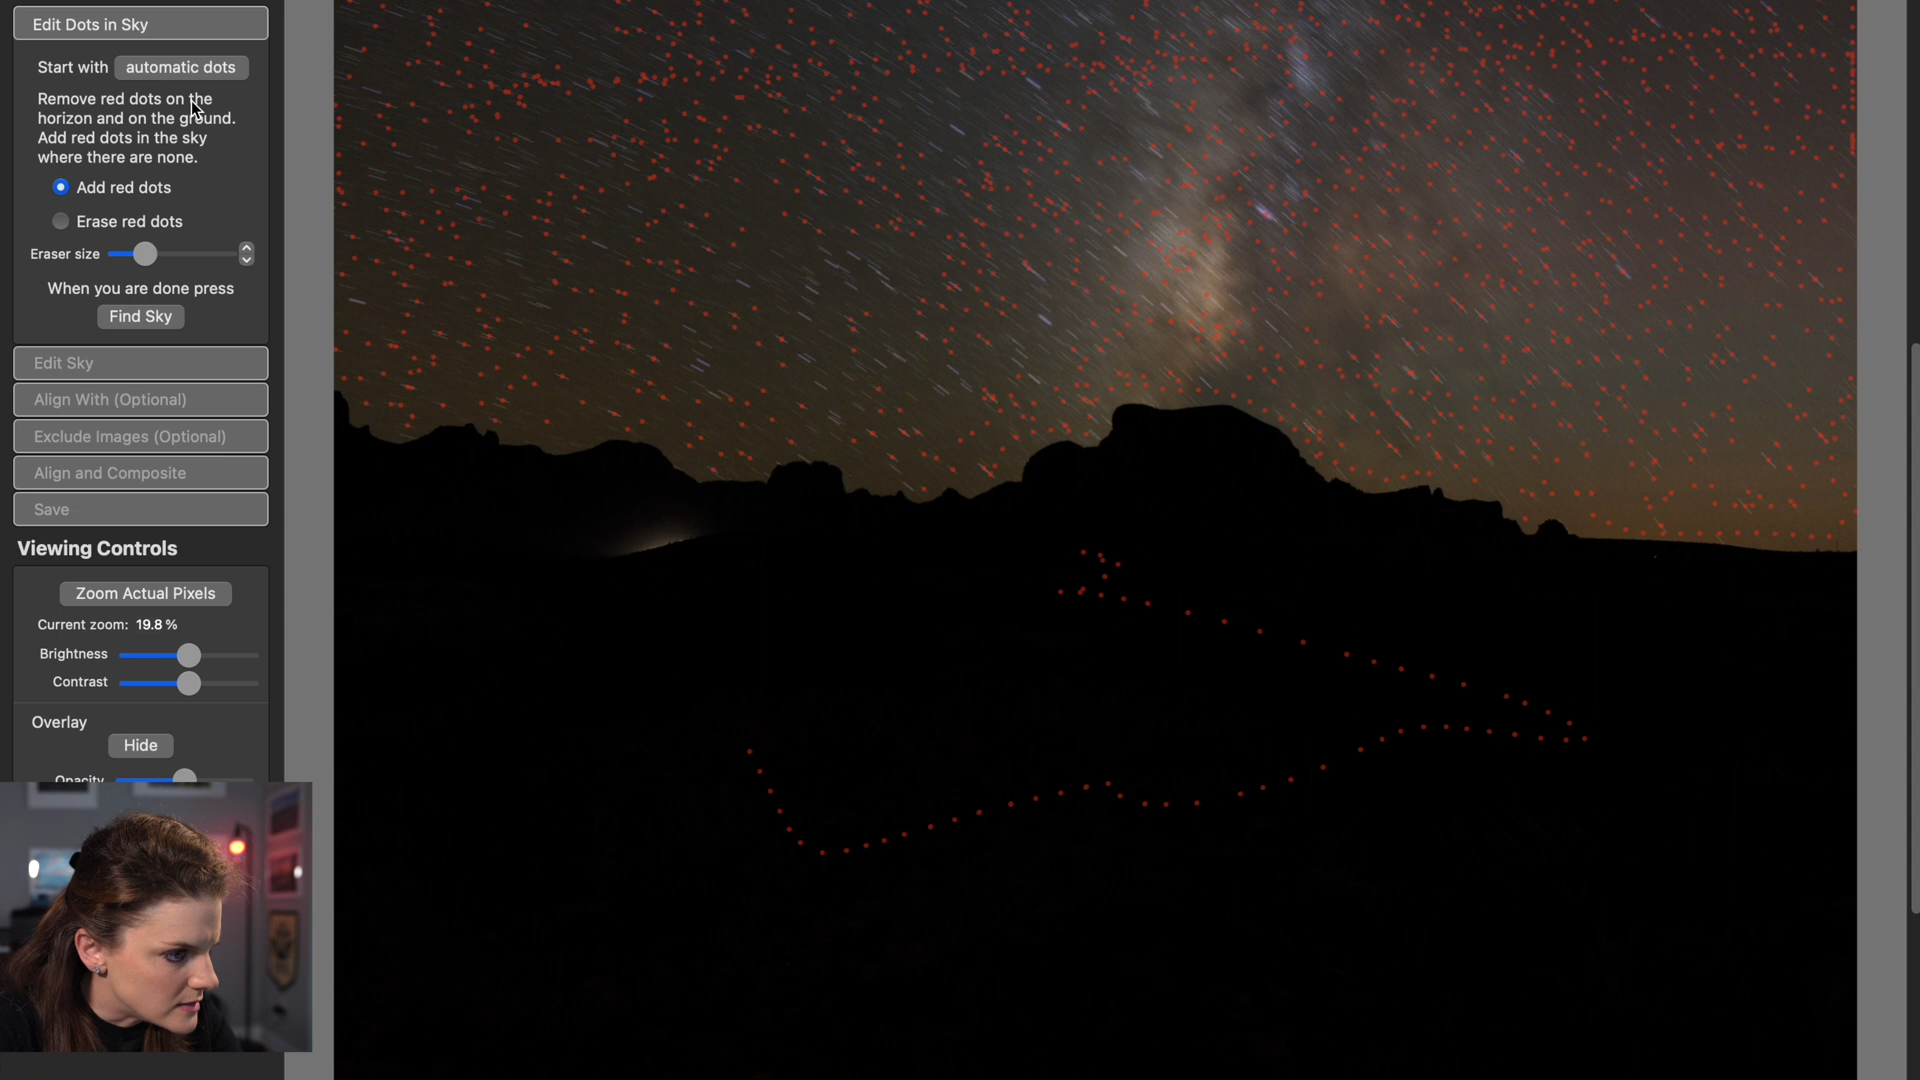 Edit Dots in Sky
Start with automatic dots
Remove red dots on the
horizon and on the ground.
Add red dots in the sky
where there are none.
Add red dots
Erase red dots
Eraser size
When you are done press
Find Sky
Edit Sky
Align With (Optional)
Exclude Images (Optional)
Align and Composite
Save
Viewing Controls
Zoom Actual Pixels
Current zoom: 19.8 %
Brightness
Contrast
Overlay
Hide
Opacity